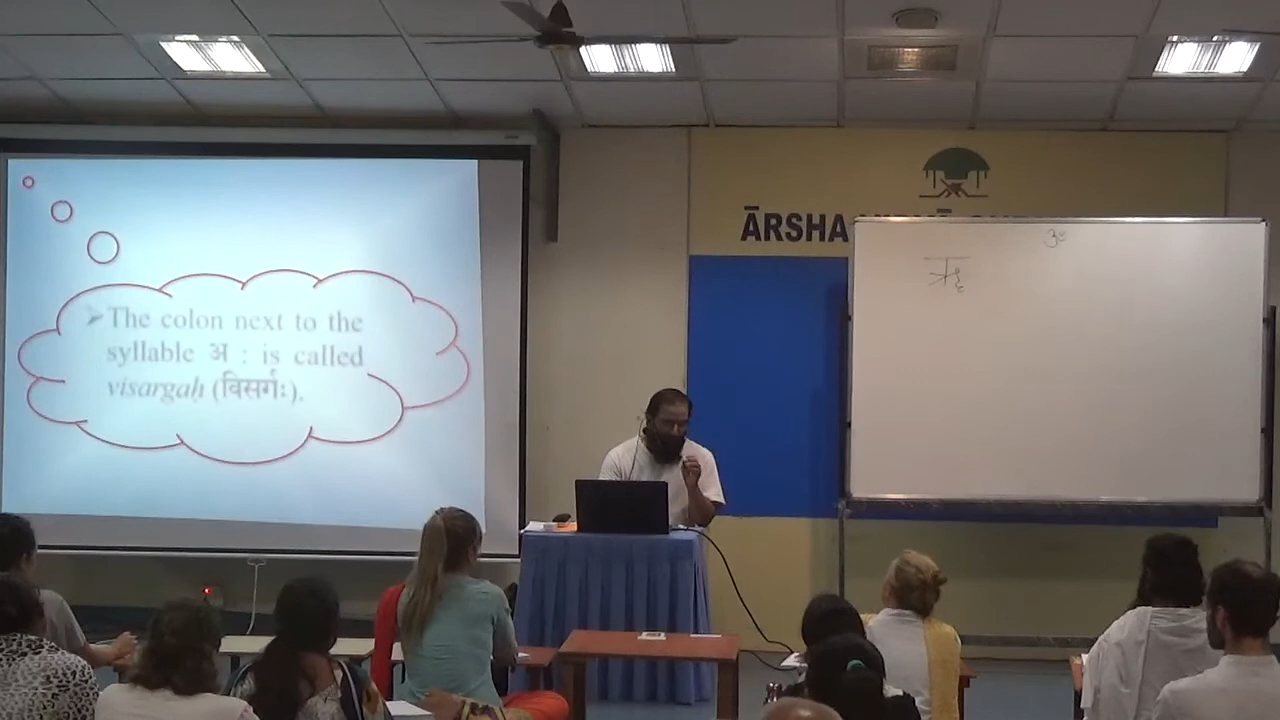 ➢ The colon next to the
syllable अ : is called
visargaḥ (विसर्गः).
ĀRSHA
ॐ
ॠ